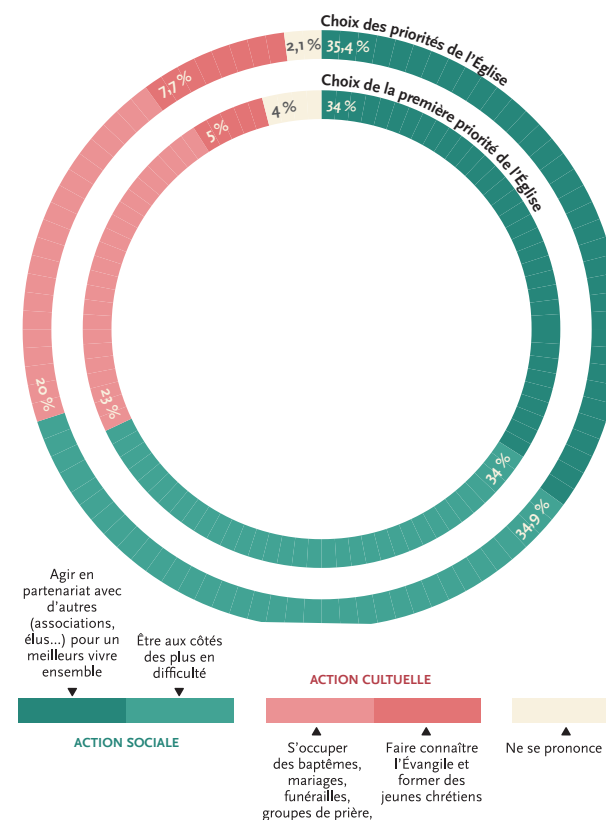 Choix des priorités de l'Église
2,1 %
35,4 %
7,7 %
Choix de la première priorité de l'Église
4 %
34 %
5 %
20 %
23 %
34 %
34,9 %
Agir en
partenariat avec
d'autres
(associations,
élus...) pour un
meilleurs vivre
ensemble
Être aux côtés
des plus en
difficulté
ACTION SOCIALE
ACTION CULTUELLE
S'occuper
des baptêmes,
mariages,
funérailles,
groupes de prière,
Faire connaître
l'Évangile et
former des
jeunes chrétiens
Ne se prononce